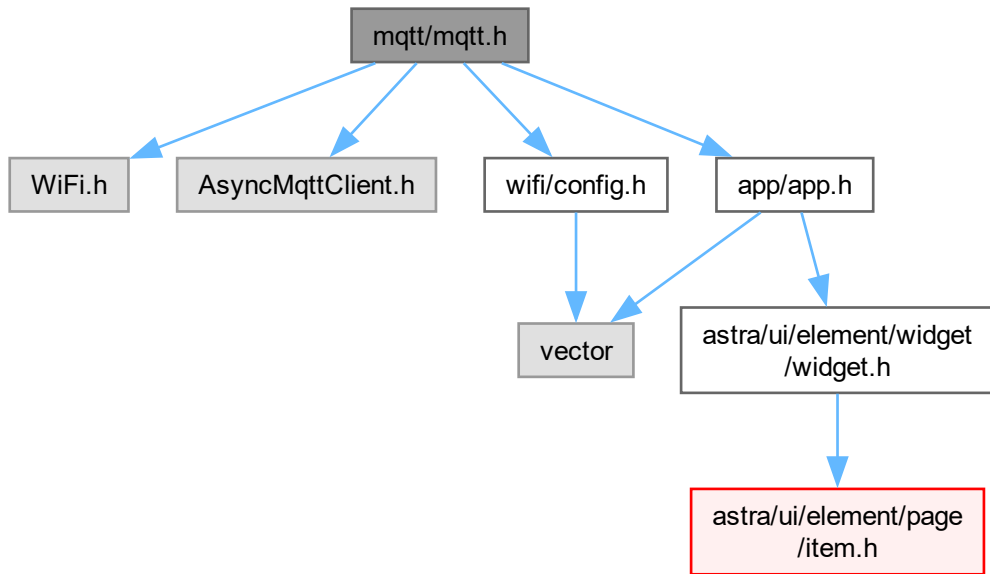 mqtt/mqtt.h
WiFi.h
AsyncMqttClient.h
wifi/config.h
app/app.h
vector
astra/ui/element/widget
/widget.h
astra/ui/element/page
/item.h